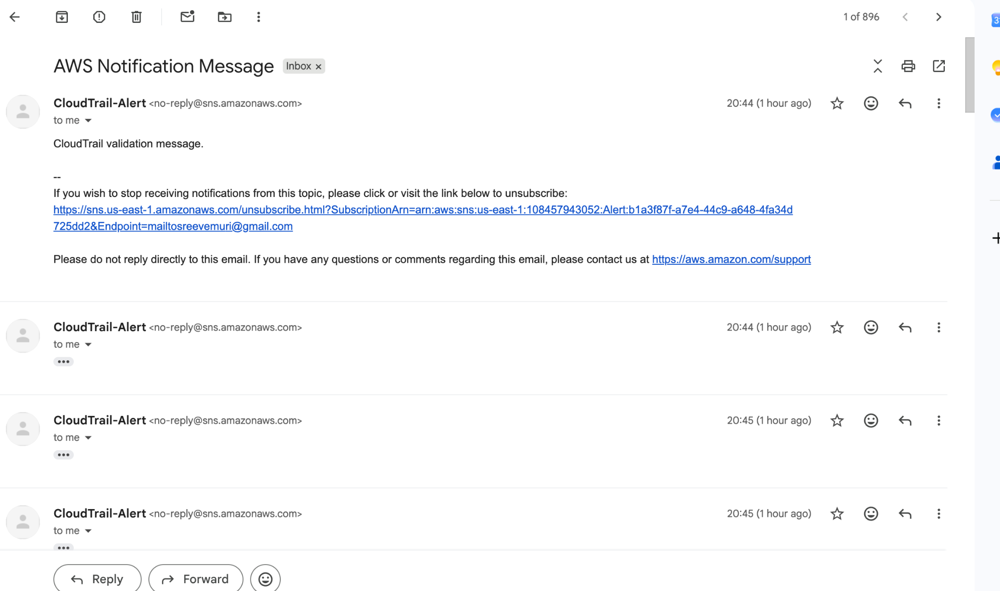 1 of 896
AWS Notification Message Inbox ×
CloudTrail-Alert <no-reply@sns.amazonaws.com> 20:44 (1 hour ago)
to me
CloudTrail validation message.
--
If you wish to stop receiving notifications from this topic, please click or visit the link below to unsubscribe:
https://sns.us-east-1.amazonaws.com/unsubscribe.html?SubscriptionArn=arn:aws:sns:us-east-1:108457943052:Alert:b1a3f87f-a7e4-44c9-a648-4fa34d
725dd2&Endpoint=mailtosreevemuri@gmail.com
Please do not reply directly to this email. If you have any questions or comments regarding this email, please contact us at https://aws.amazon.com/support
CloudTrail-Alert <no-reply@sns.amazonaws.com> 20:44 (1 hour ago)
to me
•••
CloudTrail-Alert <no-reply@sns.amazonaws.com> 20:45 (1 hour ago)
to me
•••
CloudTrail-Alert <no-reply@sns.amazonaws.com> 20:45 (1 hour ago)
to me
•••
Reply Forward